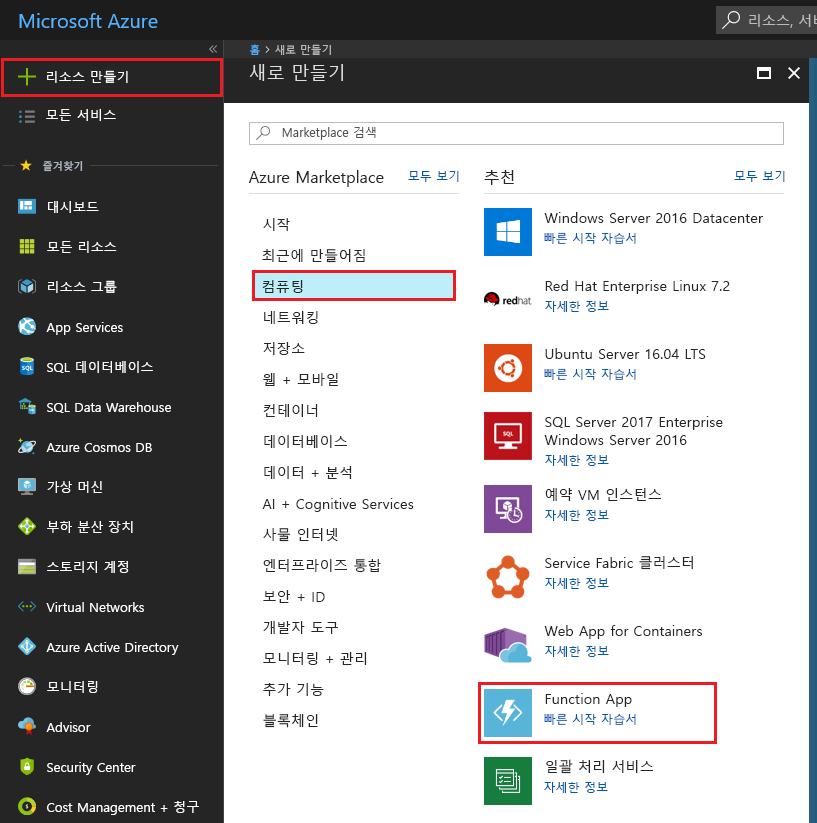 Microsoft Azure
리소스, 서
«
홈 > 새로 만들기
새로 만들기
리소스 만들기
모든 서비스
즐겨찾기
대시보드
모든 리소스
리소스 그룹
App Services
SQL 데이터베이스
SQL Data Warehouse
Azure Cosmos DB
가상 머신
부하 분산 장치
스토리지 계정
Virtual Networks
Azure Active Directory
모니터링
Advisor
Security Center
Cost Management + 청구
Marketplace 검색
Azure Marketplace
모두 보기
시작
최근에 만들어짐
컴퓨팅
네트워킹
저장소
웹 + 모바일
컨테이너
데이터베이스
데이터 + 분석
AI + Cognitive Services
사물 인터넷
엔터프라이즈 통합
보안 + ID
개발자 도구
모니터링 + 관리
추가 기능
블록체인
추천
모두 보기
Windows Server 2016 Datacenter
빠른 시작 자습서
redhat
Red Hat Enterprise Linux 7.2
자세한 정보
Ubuntu Server 16.04 LTS
빠른 시작 자습서
SQL
SQL Server 2017 Enterprise
Windows Server 2016
자세한 정보
예약 VM 인스턴스
자세한 정보
Service Fabric 클러스터
자세한 정보
Web App for Containers
자세한 정보
Function App
빠른 시작 자습서
일괄 처리 서비스
자세한 정보